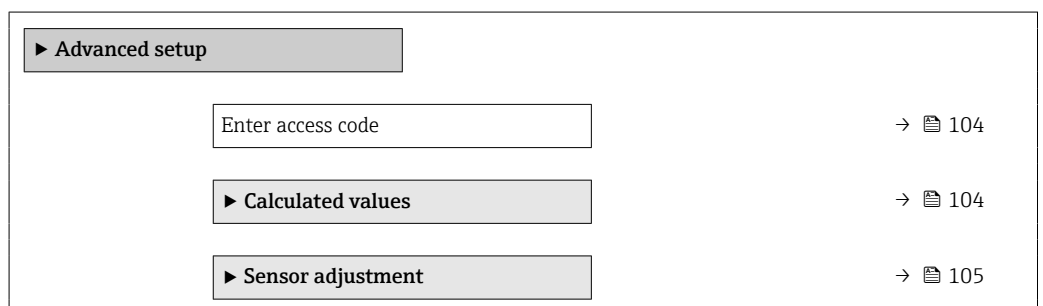 ▶ Advanced setup
Enter access code → 104
▶ Calculated values → 104
▶ Sensor adjustment → 105